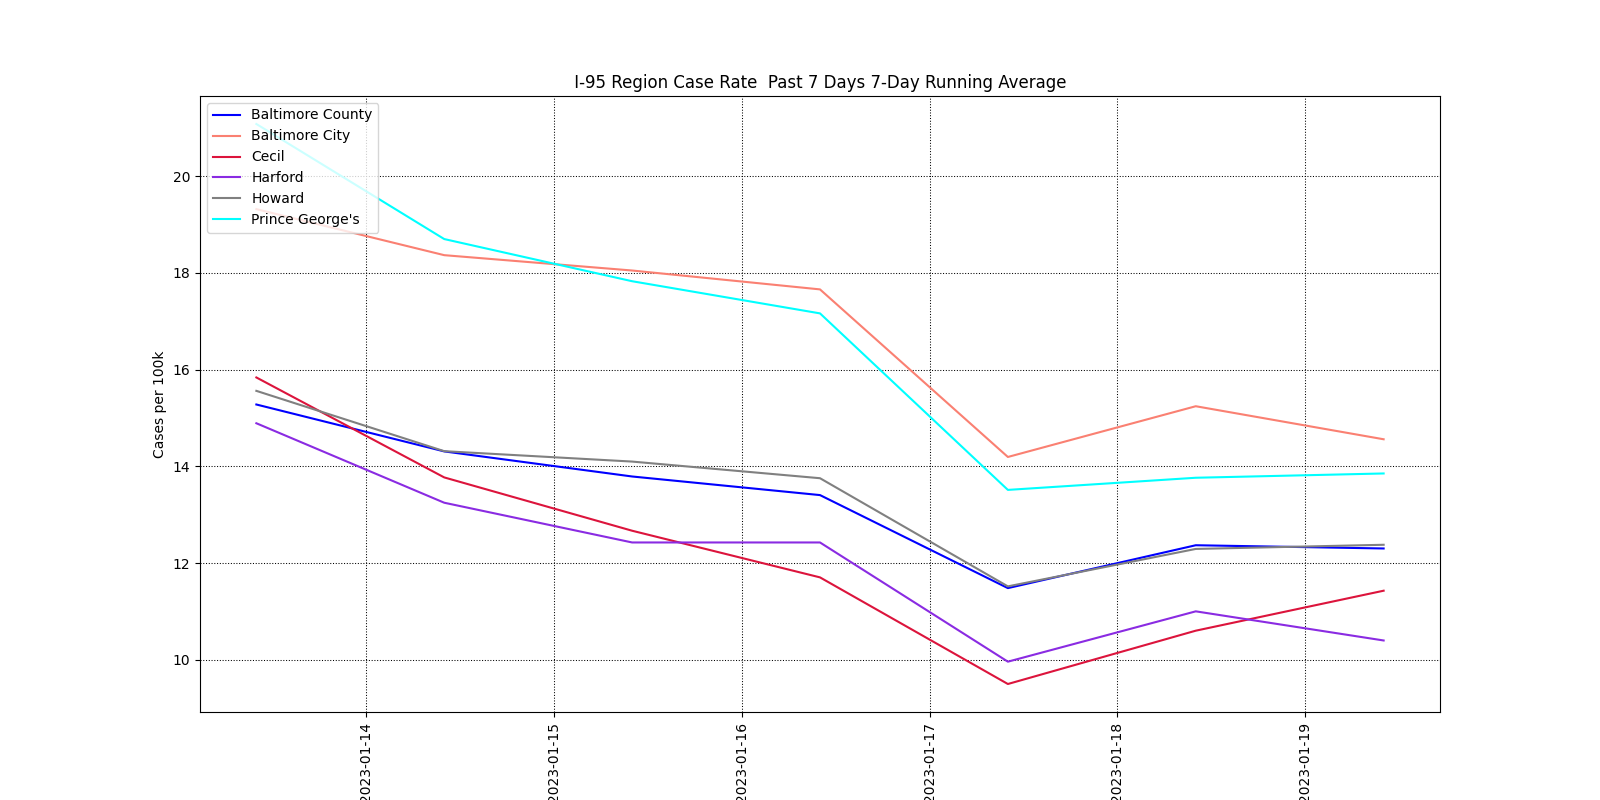 I-95 Region Case Rate  Past 7 Days 7-Day Running Average
Baltimore County
Baltimore City
Cecil
Harford
Howard
Prince George's
Cases per 100k
20
18
16
14
12
10
2023-01-14
2023-01-15
2023-01-16
2023-01-17
2023-01-18
2023-01-19